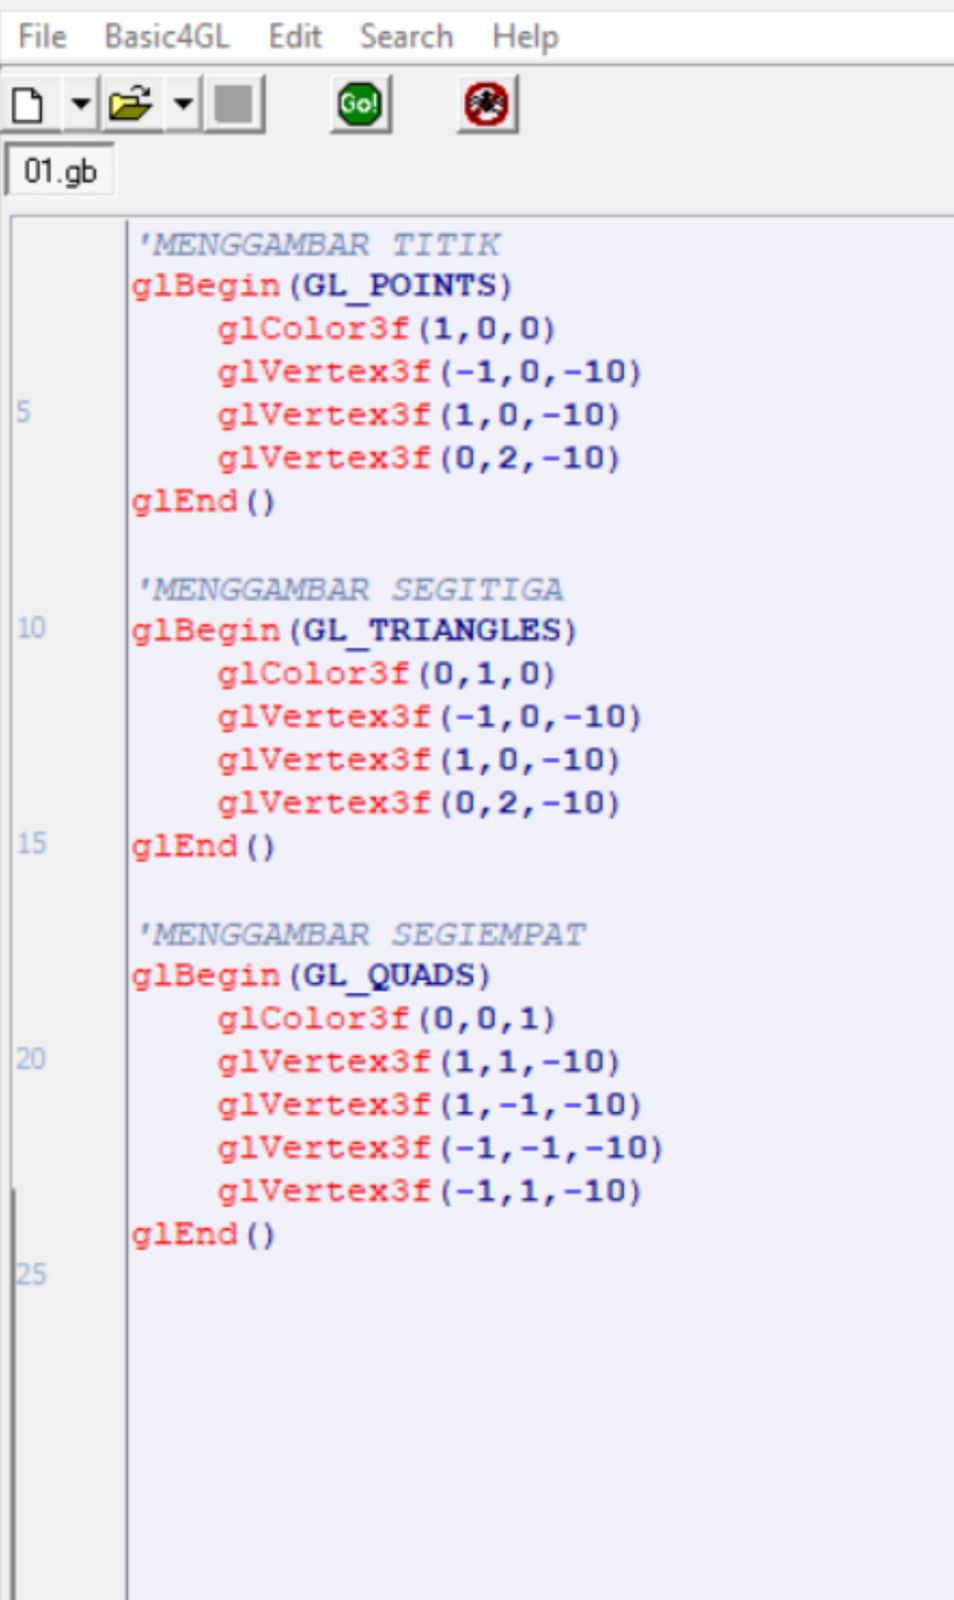 File Basic4GL Edit Search Help
Go!
01.gb
'MENGGAMBAR TITIK
glBegin(GL_POINTS)
glColor3f(1,0,0)
glVertex3f(-1,0,-10)
5 glVertex3f(1,0,-10)
glVertex3f(0,2,-10)
glEnd()
'MENGGAMBAR SEGITIGA
10 glBegin(GL_TRIANGLES)
glColor3f(0,1,0)
glVertex3f(-1,0,-10)
glVertex3f(1,0,-10)
glVertex3f(0,2,-10)
15 glEnd()
'MENGGAMBAR SEGIEMPAT
glBegin(GL_QUADS)
glColor3f(0,0,1)
20 glVertex3f(1,1,-10)
glVertex3f(1,-1,-10)
glVertex3f(-1,-1,-10)
glVertex3f(-1,1,-10)
glEnd()
25